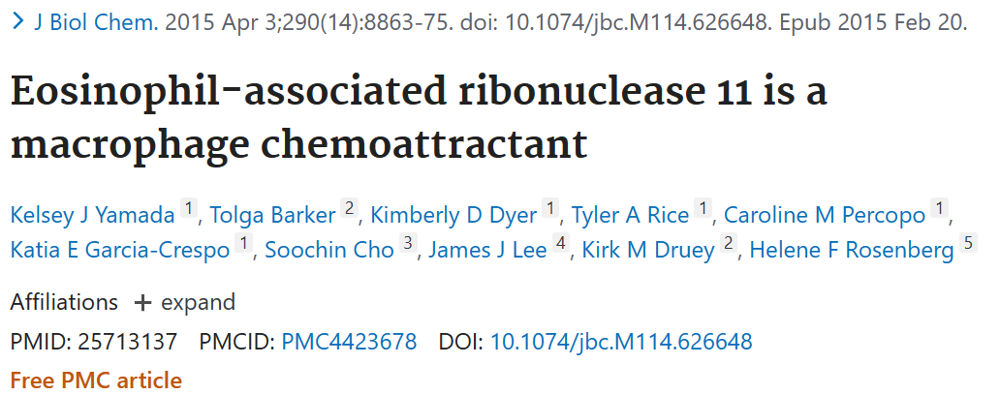 J Biol Chem. 2015 Apr 3;290(14):8863-75. doi: 10.1074/jbc.M114.626648. Epub 2015 Feb 20.
Eosinophil-associated ribonuclease 11 is a
macrophage chemoattractant
Kelsey J Yamada 1, Tolga Barker 2, Kimberly D Dyer 1, Tyler A Rice 1, Caroline M Percopo 1,
Katia E Garcia-Crespo 1, Soochin Cho 3, James J Lee 4, Kirk M Druey 2, Helene F Rosenberg 5
Affiliations + expand
PMID: 25713137 PMCID: PMC4423678 DOI: 10.1074/jbc.M114.626648
Free PMC article